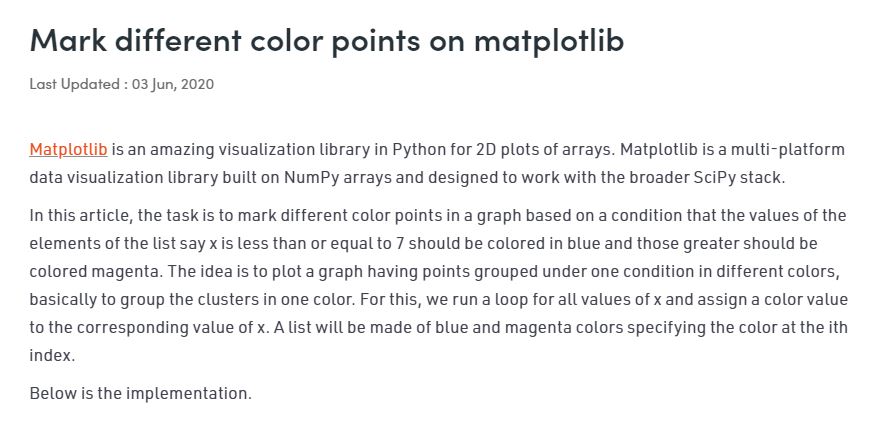 Mark different color points on matplotlib
Last Updated : 03 Jun, 2020
Matplotlib is an amazing visualization library in Python for 2D plots of arrays. Matplotlib is a multi-platform
data visualization library built on NumPy arrays and designed to work with the broader SciPy stack.
In this article, the task is to mark different color points in a graph based on a condition that the values of the
elements of the list say x is less than or equal to 7 should be colored in blue and those greater should be
colored magenta. The idea is to plot a graph having points grouped under one condition in different colors,
basically to group the clusters in one color. For this, we run a loop for all values of x and assign a color value
to the corresponding value of x. A list will be made of blue and magenta colors specifying the color at the ith
index.
Below is the implementation.